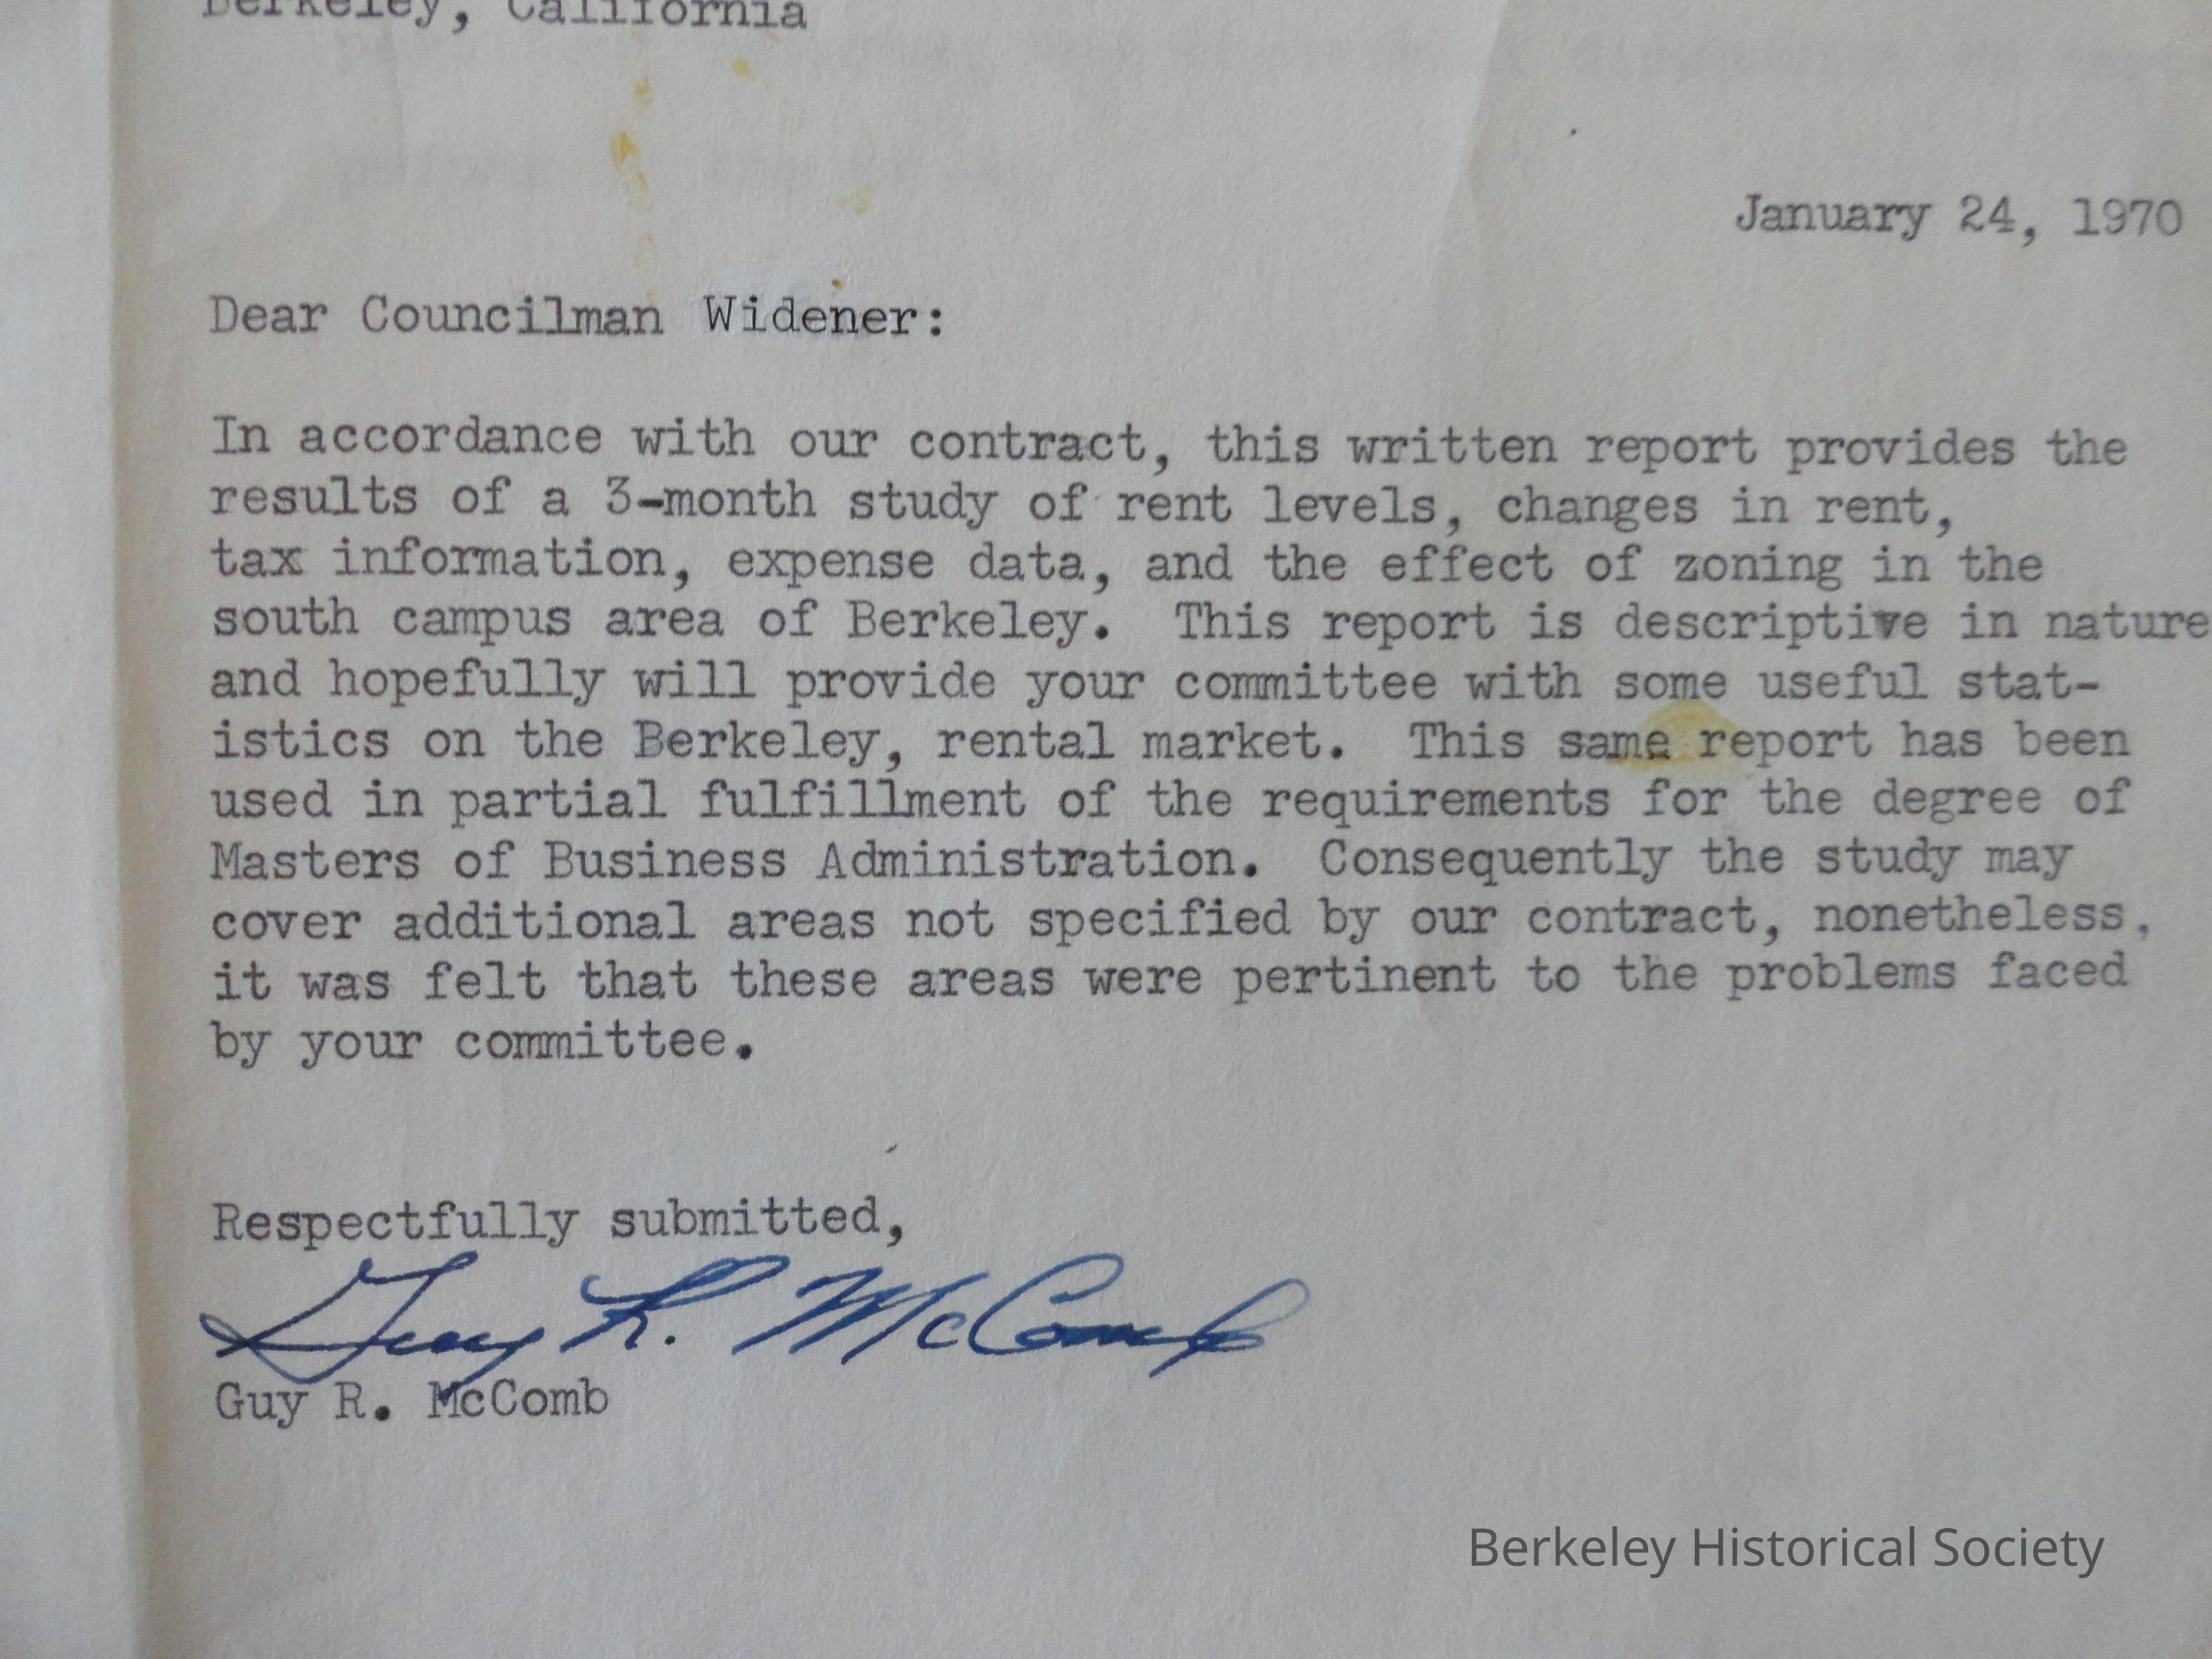 Berkeley, California
January 24, 1970
Dear Councilman Widener:
In accordance with our contract, this written report provides the
results of a 3-month study of rent levels, changes in rent,
tax information, expense data, and the effect of zoning in the
south campus area of Berkeley. This report is descriptive in nature
and hopefully will provide your committee with some useful stat-
istics on the Berkeley, rental market. This same report has been
used in partial fulfillment of the requirements for the degree of
Masters of Business Administration. Consequently the study may
cover additional areas not specified by our contract, nonetheless,
it was felt that these areas were pertinent to the problems faced
by your committee.
Respectfully submitted,
Guy R. McComb
Guy R. McComb
Berkeley Historical Society